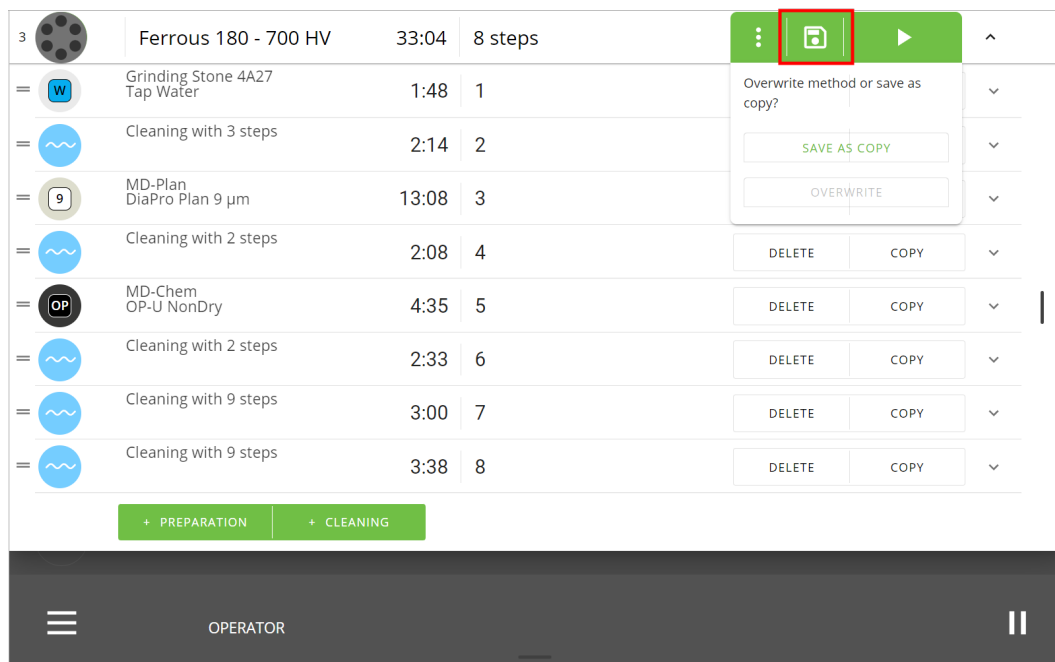 3 Ferrous 180 - 700 HV 33:04 8 steps
W Grinding Stone 4A27
Tap Water 1:48 1
Overwrite method or save as
copy?
Cleaning with 3 steps 2:14 2
SAVE AS COPY
9 MD-Plan
DiaPro Plan 9 µm 13:08 3
OVERWRITE
Cleaning with 2 steps 2:08 4 DELETE COPY
OP MD-Chem
OP-U NonDry 4:35 5 DELETE COPY
Cleaning with 2 steps 2:33 6 DELETE COPY
Cleaning with 9 steps 3:00 7 DELETE COPY
Cleaning with 9 steps 3:38 8 DELETE COPY
+ PREPARATION + CLEANING
OPERATOR